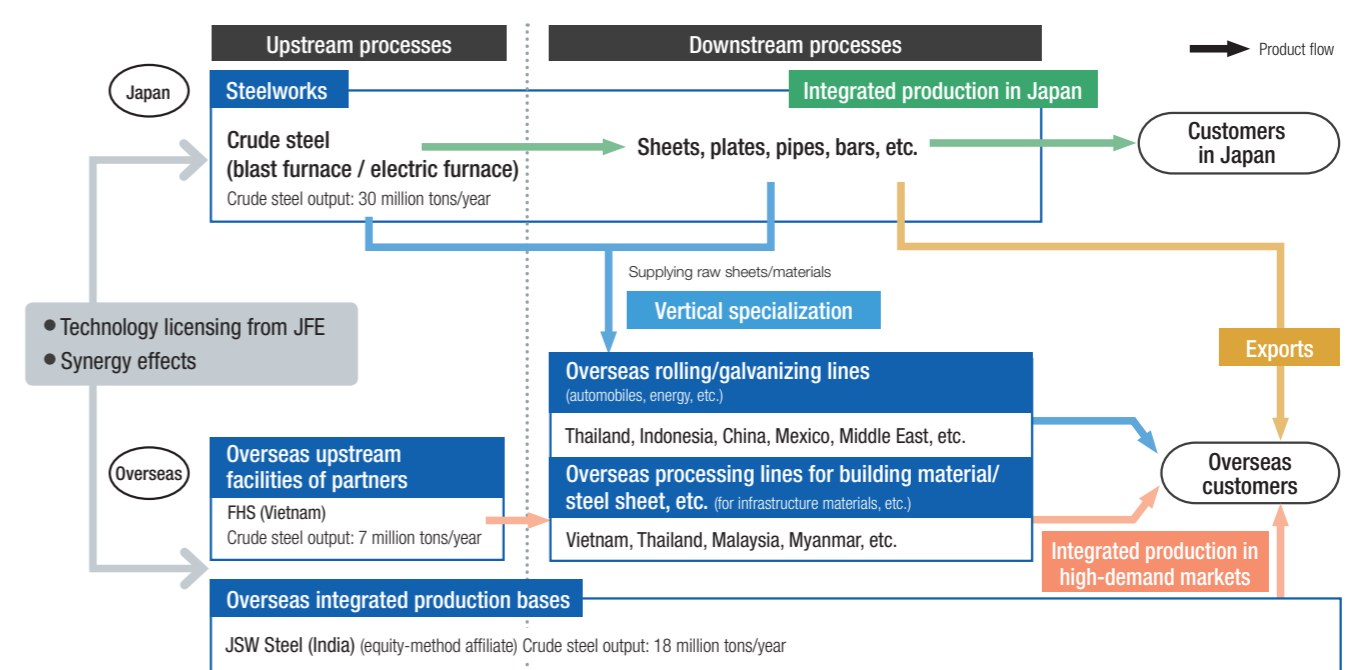 Upstream processes
Downstream processes
Product flow
Japan
Steelworks
Integrated production in Japan
Crude steel
(blast furnace / electric furnace)
Crude steel output: 30 million tons/year
Sheets, plates, pipes, bars, etc.
Customers
in Japan
Supplying raw sheets/materials
Vertical specialization
● Technology licensing from JFE
● Synergy effects
Exports
Overseas rolling/galvanizing lines
(automobiles, energy, etc.)
Thailand, Indonesia, China, Mexico, Middle East, etc.
Overseas
Overseas upstream
facilities of partners
FHS (Vietnam)
Crude steel output: 7 million tons/year
Overseas processing lines for building material/
steel sheet, etc. (for infrastructure materials, etc.)
Vietnam, Thailand, Malaysia, Myanmar, etc.
Overseas
customers
Integrated production in
high-demand markets
Overseas integrated production bases
JSW Steel (India) (equity-method affiliate) Crude steel output: 18 million tons/year